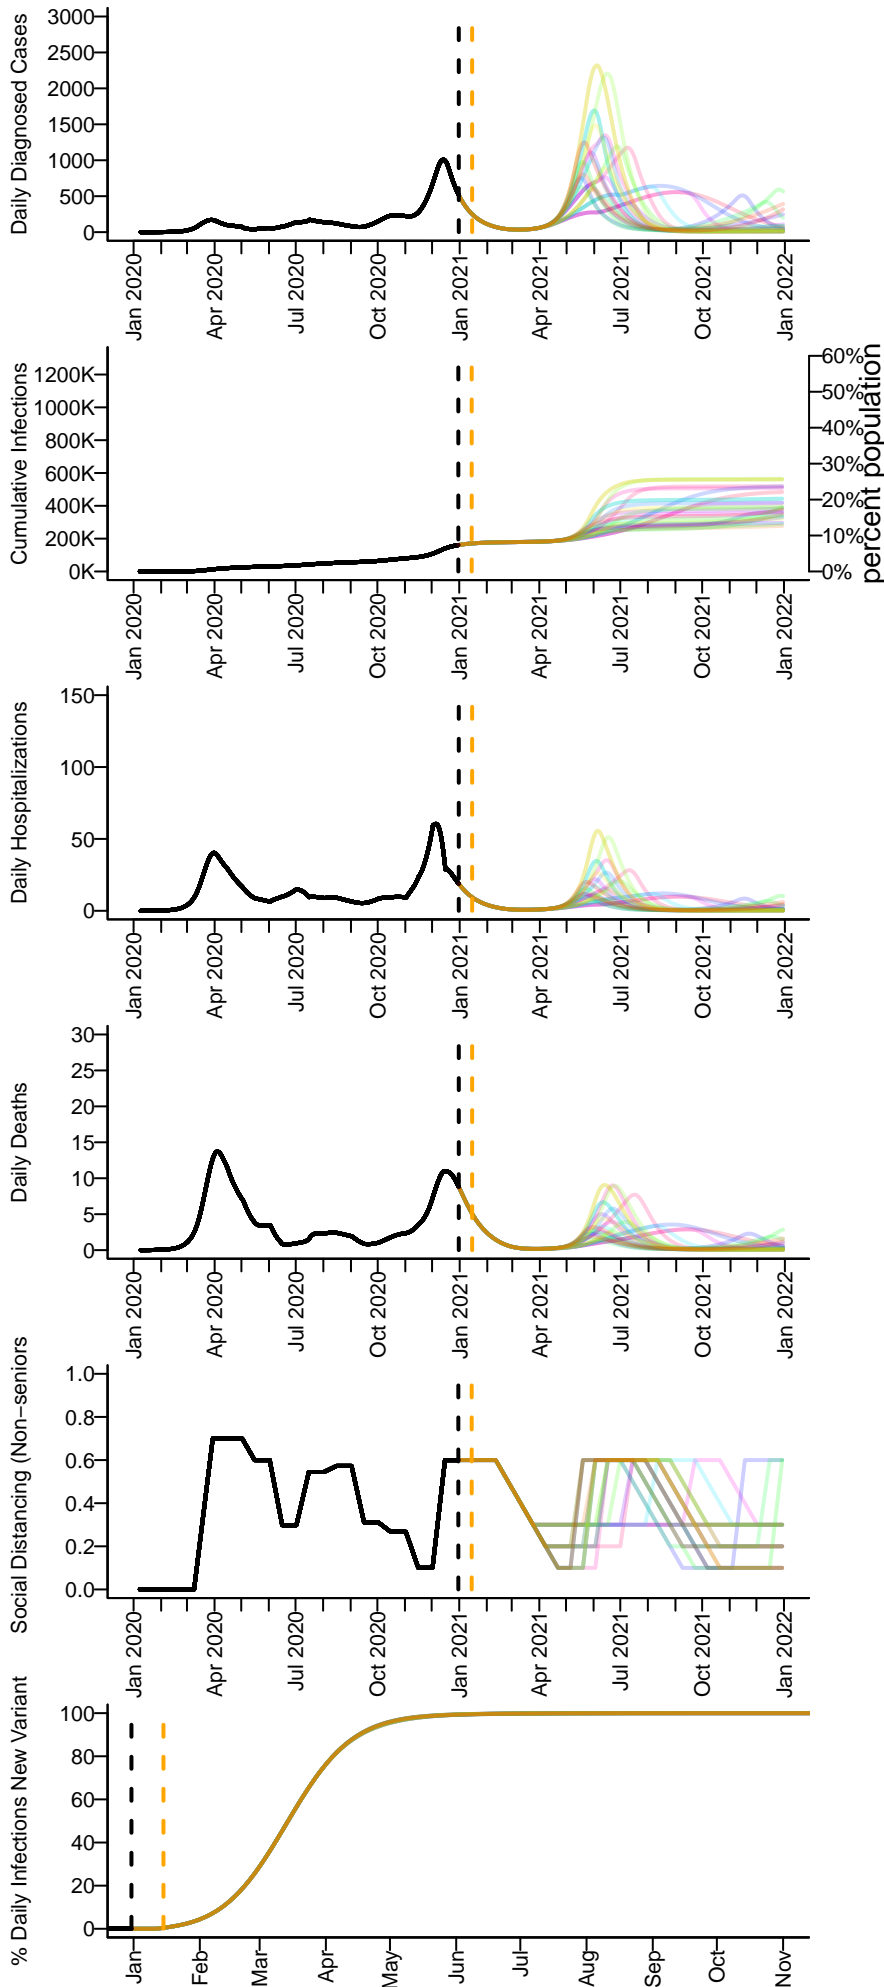 Daily Diagnosed Cases
3000
2500
2000
1500
1000
500
0
Jan 2020
Apr 2020
Jul 2020
Oct 2020
Jan 2021
Apr 2021
Jul 2021
Oct 2021
Jan 2022
Cumulative Infections
1200K
1000K
800K
600K
400K
200K
0K
60%
50%
40%
30%
20%
10%
0%
percent population
Jan 2020
Apr 2020
Jul 2020
Oct 2020
Jan 2021
Apr 2021
Jul 2021
Oct 2021
Jan 2022
Daily Hospitalizations
150
100
50
0
Jan 2020
Apr 2020
Jul 2020
Oct 2020
Jan 2021
Apr 2021
Jul 2021
Oct 2021
Jan 2022
Daily Deaths
30
25
20
15
10
5
0
Jan 2020
Apr 2020
Jul 2020
Oct 2020
Jan 2021
Apr 2021
Jul 2021
Oct 2021
Jan 2022
Social Distancing (Non−seniors
1.0
0.8
0.6
0.4
0.2
0.0
Jan 2020
Apr 2020
Jul 2020
Oct 2020
Jan 2021
Apr 2021
Jul 2021
Oct 2021
Jan 2022
% Daily Infections New Variant
100
80
60
40
20
0
Jan
Feb
Mar
Apr
May
Jun
Jul
Aug
Sep
Oct
Nov